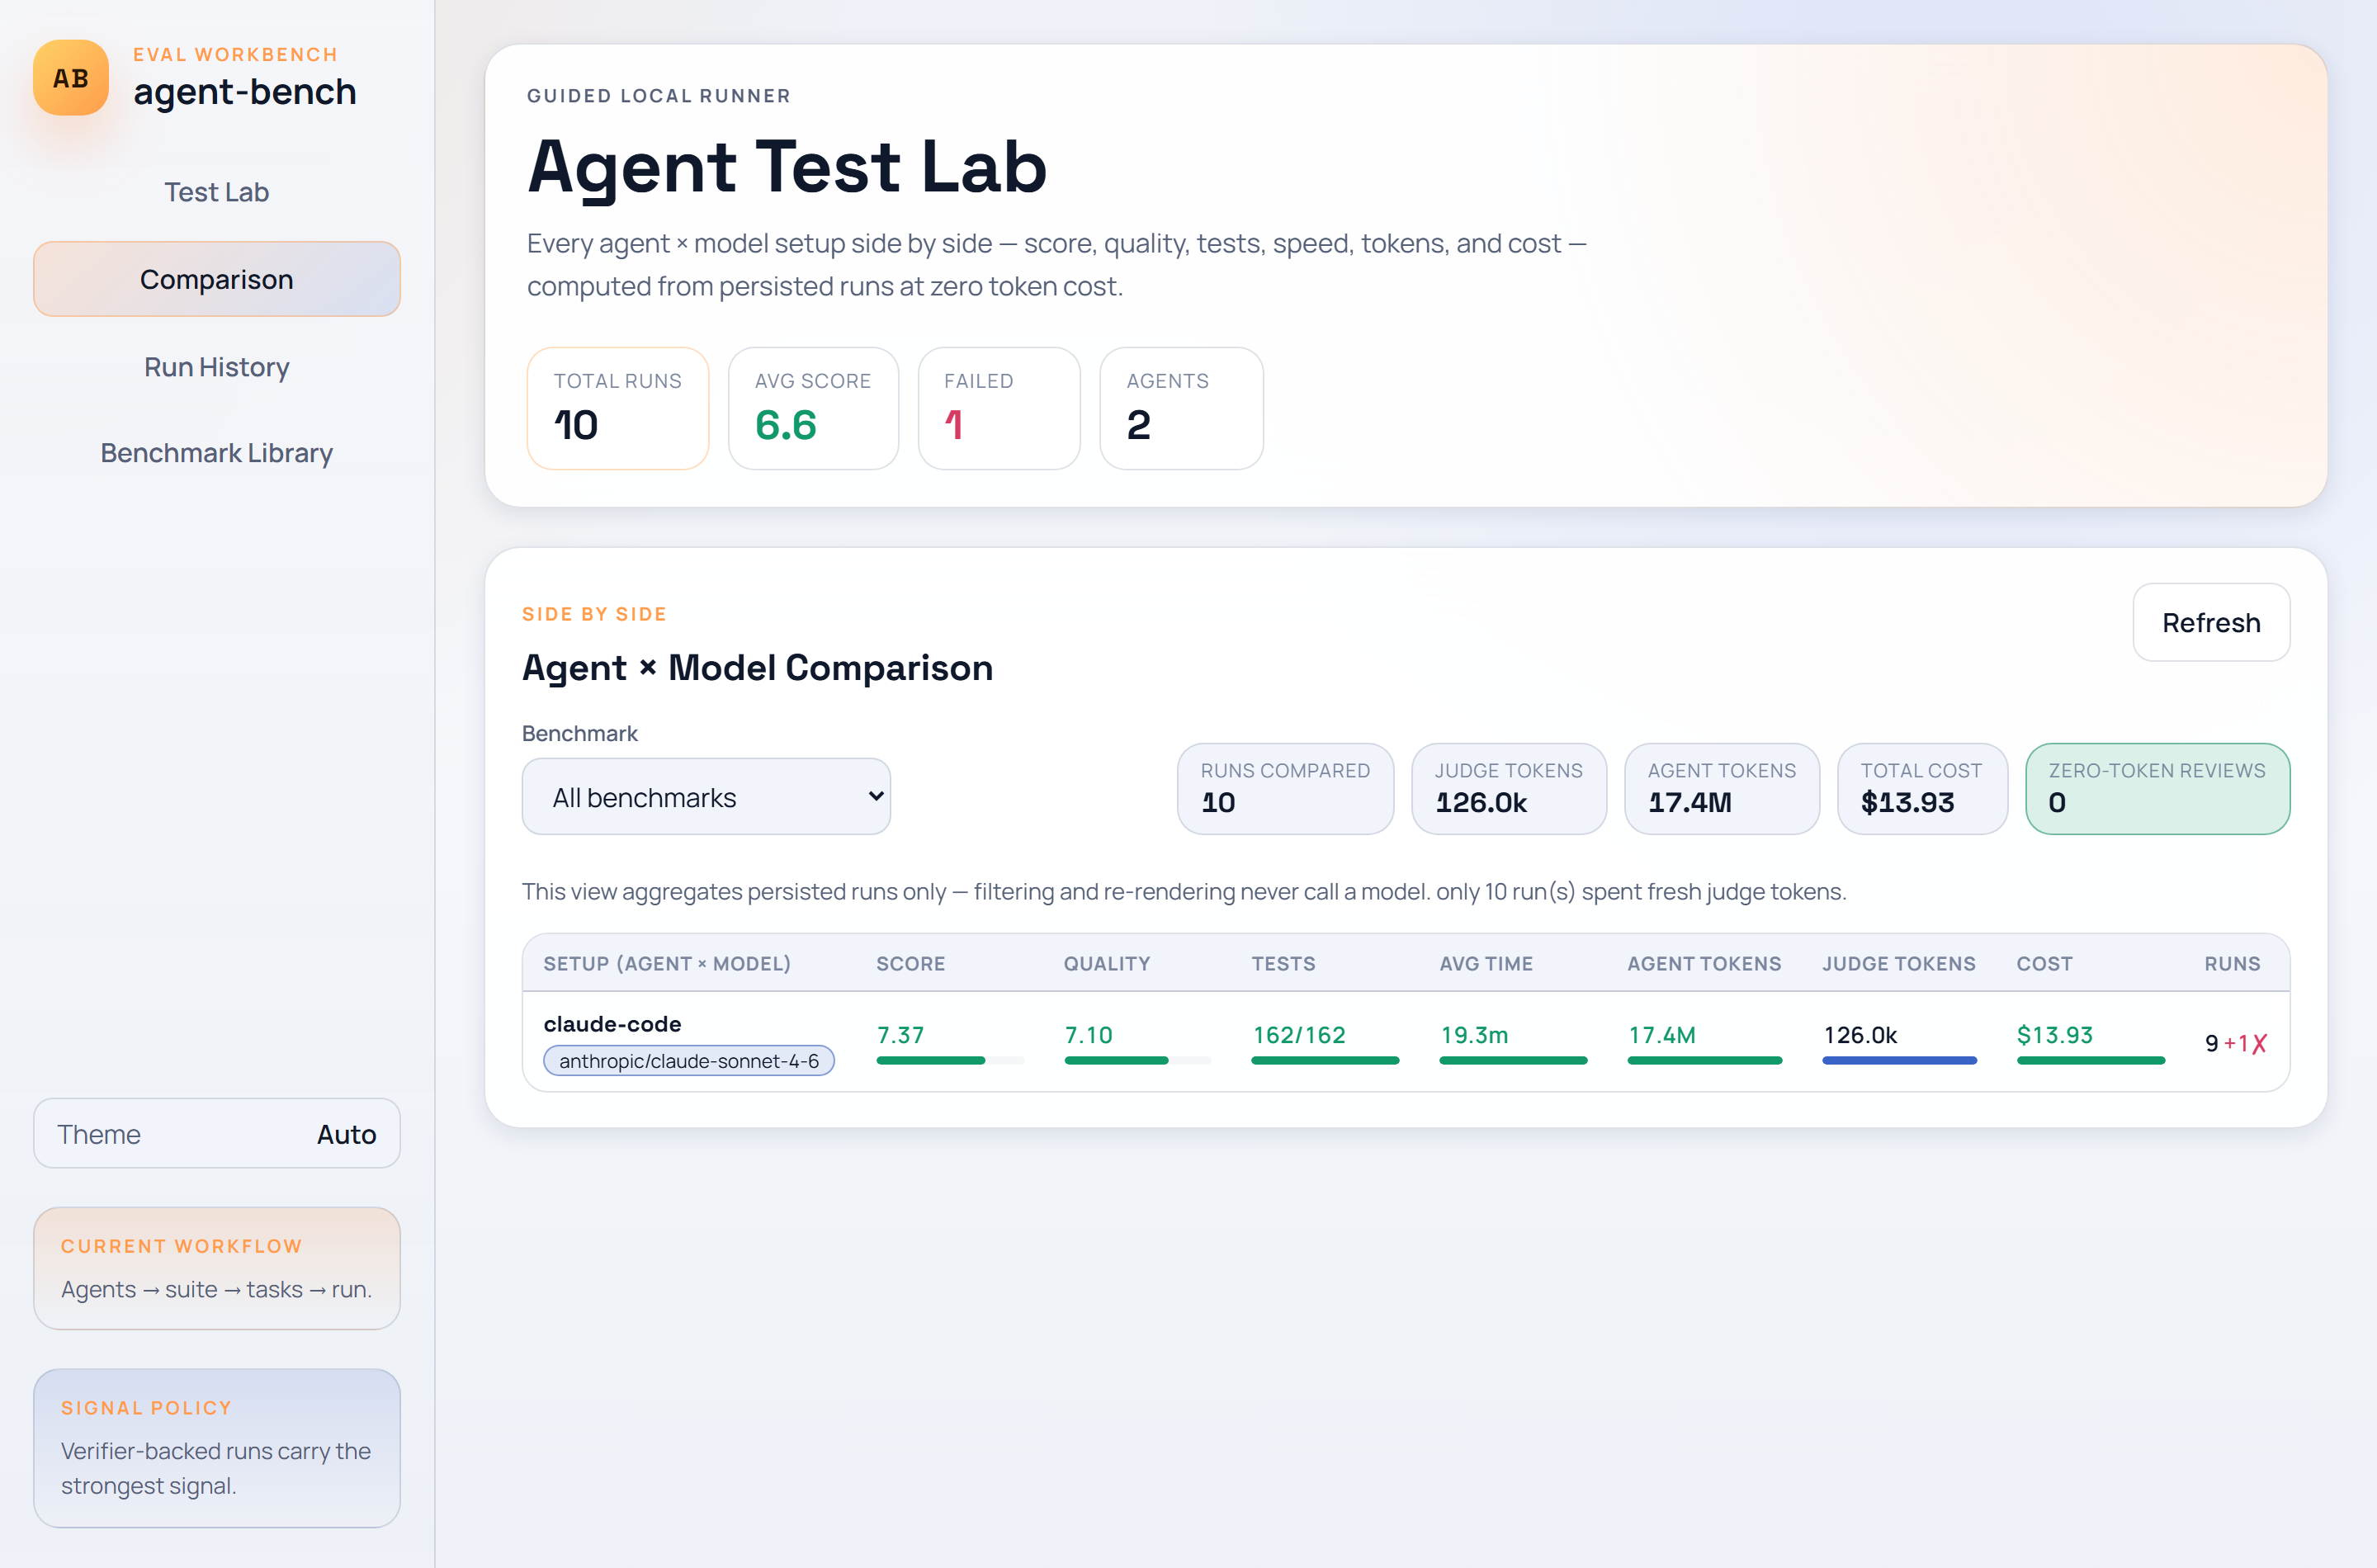 AB
EVAL WORKBENCH
agent-bench
Test Lab
Comparison
Run History
Benchmark Library
Theme Auto
CURRENT WORKFLOW
Agents → suite → tasks → run.
SIGNAL POLICY
Verifier-backed runs carry the
strongest signal.
GUIDED LOCAL RUNNER
Agent Test Lab
Every agent × model setup side by side — score, quality, tests, speed, tokens, and cost —
computed from persisted runs at zero token cost.
TOTAL RUNS AVG SCORE FAILED AGENTS
10 6.6 1 2
SIDE BY SIDE
Refresh
Agent × Model Comparison
Benchmark
All benchmarks
RUNS COMPARED JUDGE TOKENS AGENT TOKENS TOTAL COST ZERO-TOKEN REVIEWS
10 126.0k 17.4M $13.93 0
This view aggregates persisted runs only — filtering and re-rendering never call a model. only 10 run(s) spent fresh judge tokens.
SETUP (AGENT × MODEL) SCORE QUALITY TESTS AVG TIME AGENT TOKENS JUDGE TOKENS COST RUNS
claude-code
anthropic/claude-sonnet-4-6
7.37 7.10 162/162 19.3m 17.4M 126.0k $13.93 9 +1✗